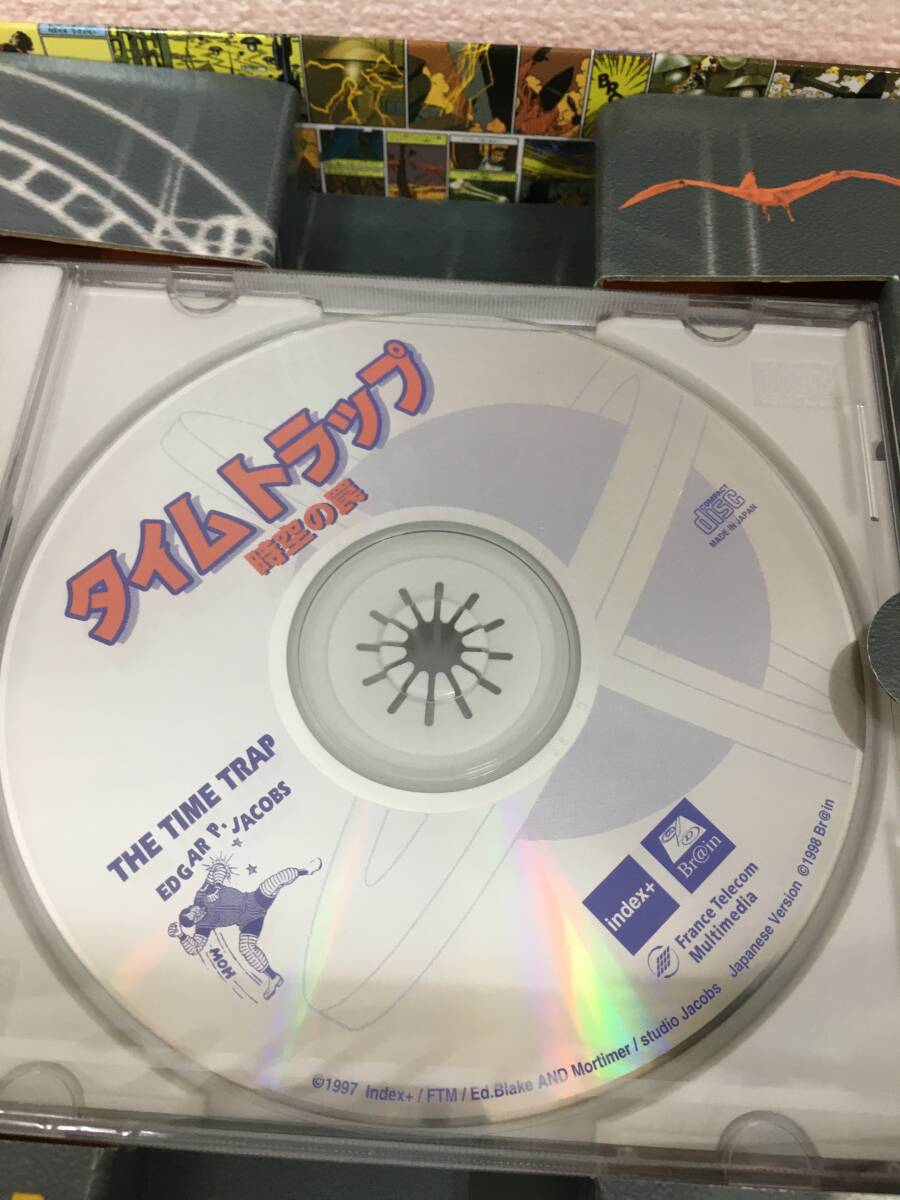 タイムトラップ
時空の罠
COMPACT
disc
MADE IN JAPAN
THE TIME TRAP
EDGAR P.
JACOBS
WOW
index+
Br@in
France Telecom
Multimedia
©1997 Index+ / FTM / Ed.Blake AND Mortimer / studio Jacobs Japanese Version ©1998 Br@in